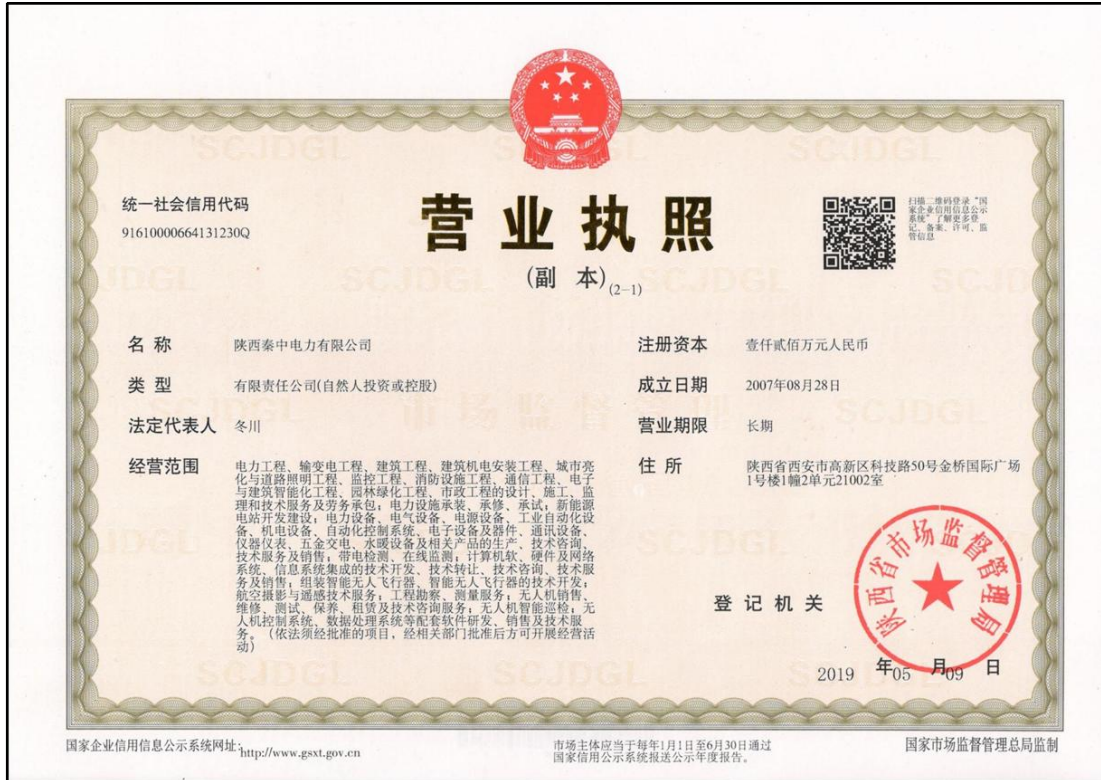 统一社会信用代码
91610000664131230Q
营业执照
(副 本)(2-1)
扫描二维码登录“国
家企业信用信息公示
系统”了解更多登
记、备案、许可、监
管信息
名 称 陕西秦中电力有限公司
类 型 有限责任公司(自然人投资或控股)
法定代表人 冬川
经营范围 电力工程、输变电工程、建筑工程、建筑机电安装工程、城市亮
化与道路照明工程、监控工程、消防设施工程、通信工程、电子
与建筑智能化工程、园林绿化工程、市政工程的设计、施工、监
理和技术服务及劳务承包；电力设施承装、承修、承试；新能源
电站开发建设；电力设备、电气设备、电源设备、工业自动化设
备、机电设备、自动化控制系统、电子设备及器件、通讯设备、
仪器仪表、五金交电、水暖设备及相关产品的生产、技术咨询、
技术服务及销售；带电检测、在线监测；计算机软、硬件及网络
系统、信息系统集成的技术开发、技术转让、技术咨询、技术服
务及销售；组装智能无人飞行器、智能无人飞行器的技术开发；
航空摄影与遥感技术服务；工程勘察、测量服务；无人机销售、
维修、测试、保养、租赁及技术咨询服务；无人机智能巡检；无
人机控制系统、数据处理系统等配套软件研发、销售及技术服
务。（依法须经批准的项目，经相关部门批准后方可开展经营活
动）
注册资本 壹仟贰佰万元人民币
成立日期 2007年08月28日
营业期限 长期
住 所 陕西省西安市高新区科技路50号金桥国际广场
1号楼1幢2单元21002室
登记机关
陕西省市场监督管理局
2019 年05 月09 日
国家企业信用信息公示系统网址:http://www.gsxt.gov.cn
市场主体应当于每年1月1日至6月30日通过
国家信用公示系统报送公示年度报告。
国家市场监督管理总局监制
SCJDGL
市场监督管理